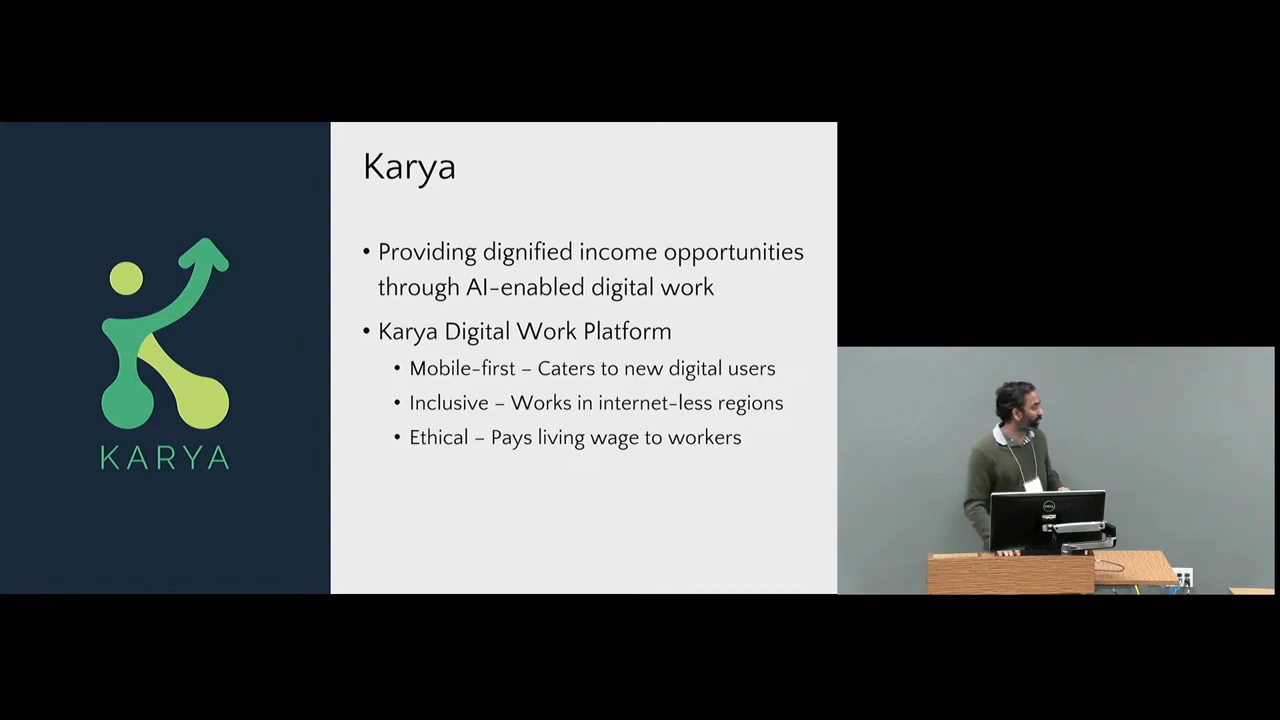 Karya
• Providing dignified income opportunities
through AI-enabled digital work
• Karya Digital Work Platform
• Mobile-first – Caters to new digital users
• Inclusive – Works in internet-less regions
• Ethical – Pays living wage to workers
KARYA
DELL